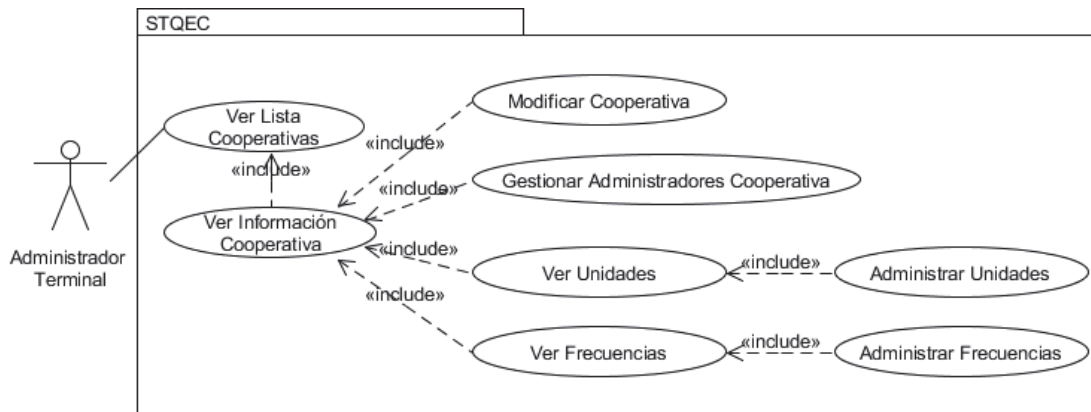 STQEC
Ver Lista
Cooperativas
Modificar Cooperativa
«include»
«include»
«include»
Gestionar Administradores Cooperativa
Ver Información
Cooperativa
Administrador
Terminal
«include»
Ver Unidades
«include»
Administrar Unidades
«include»
Ver Frecuencias
«include»
Administrar Frecuencias